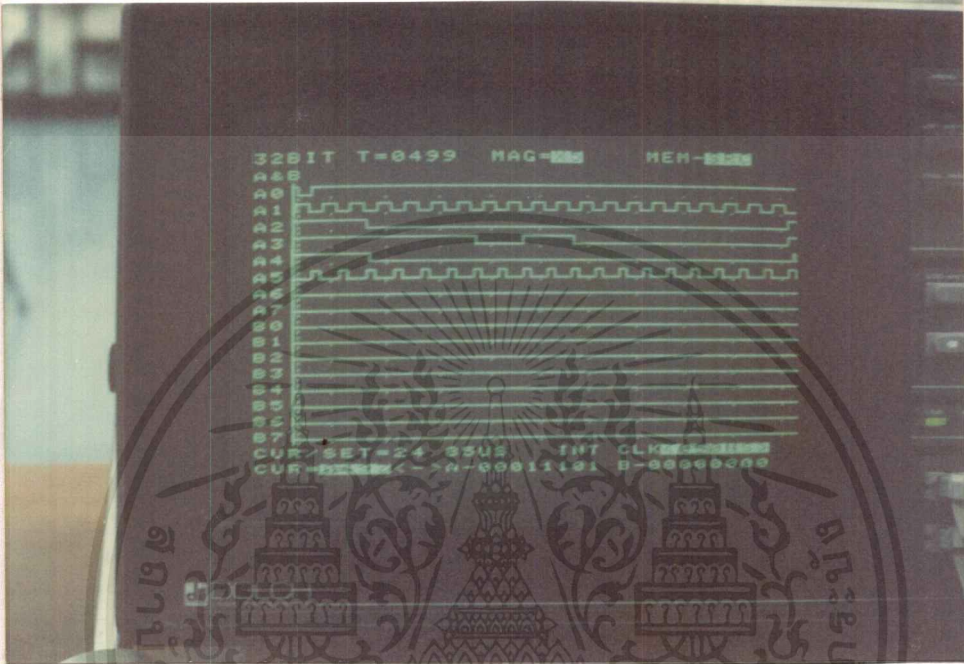 32BIT T=0499 MAG= MEM-
A&B
A0
A1
A2
A3
A4
A5
A6
A7
B0
B1
B2
B3
B4
B5
B6
B7
CUR/SET=24 85US INT CLK
CUR= <->A-00011101 B-00000000